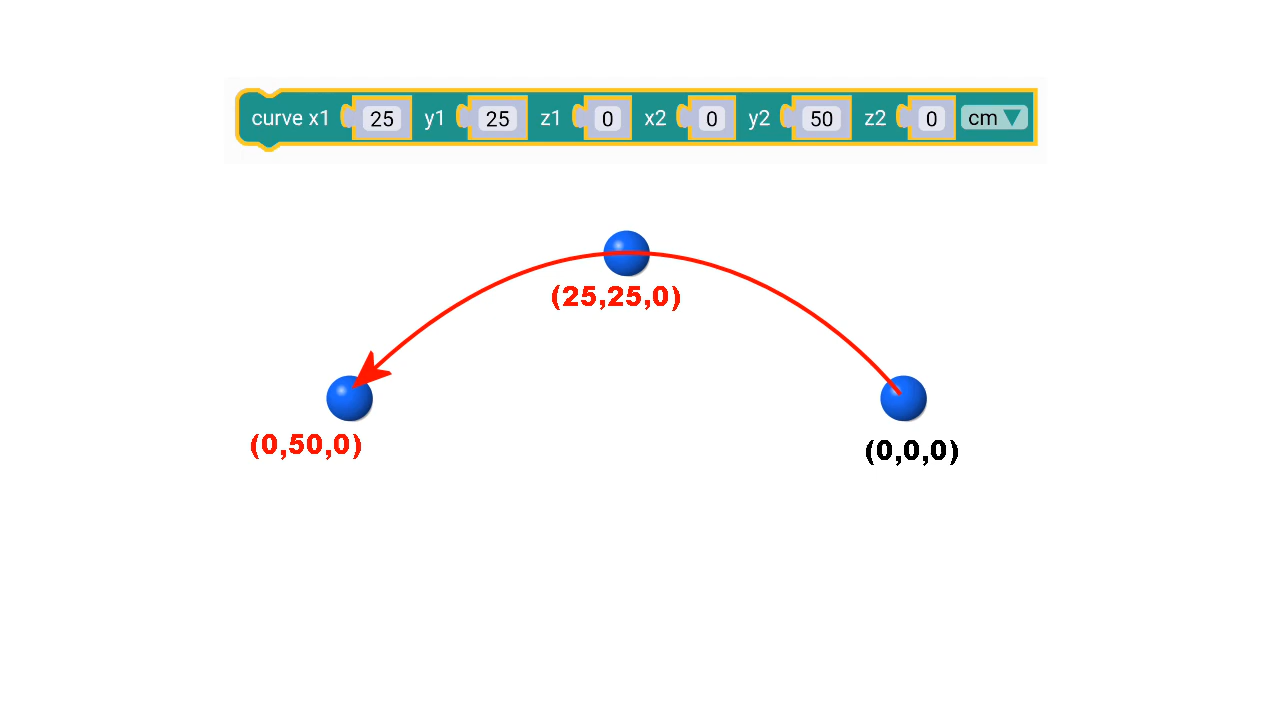 curve x1 25 y1 25 z1 0 x2 0 y2 50 z2 0 cm
(25,25,0)
(0,50,0)
(0,0,0)